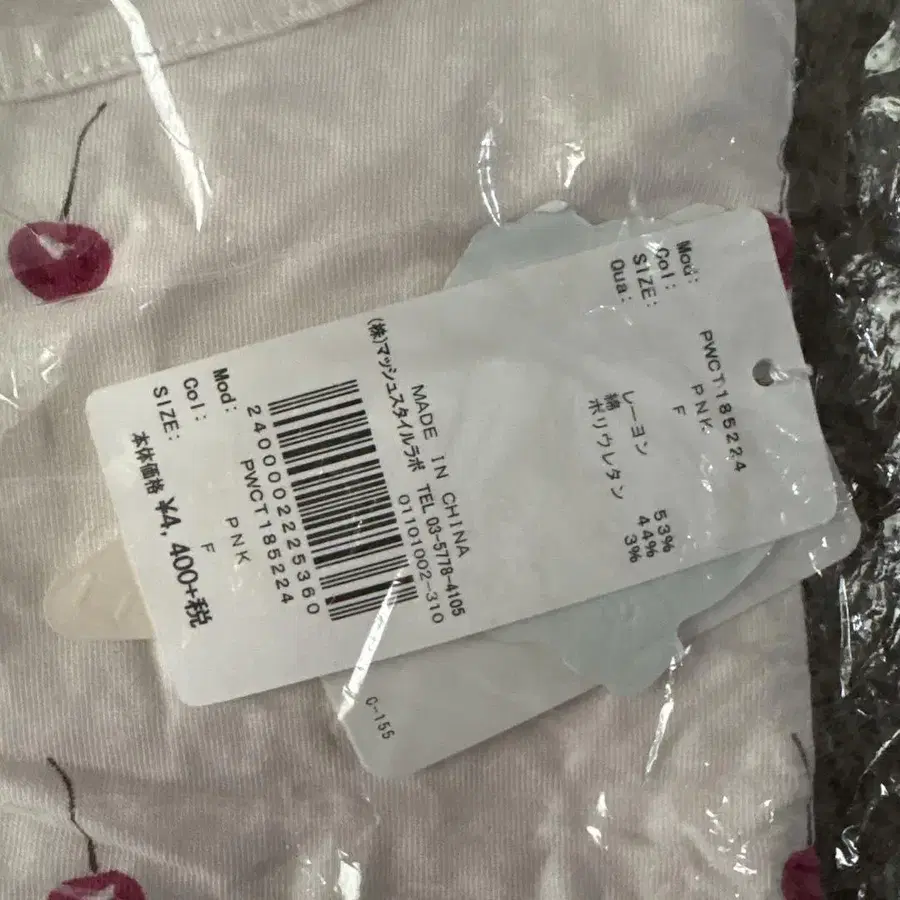 Mod: PWCT185224
Col: PNK
SIZE: F
Qua:
レーヨン 53%
綿 44%
ポリウレタン 3%
MADE IN CHINA
(株)マッシュスタイルラボ TEL 03-5778-4105
01101002-310
2400002225360
Mod: PWCT185224
Col: PNK
SIZE: F
本体価格 ¥4,400+税
C-155